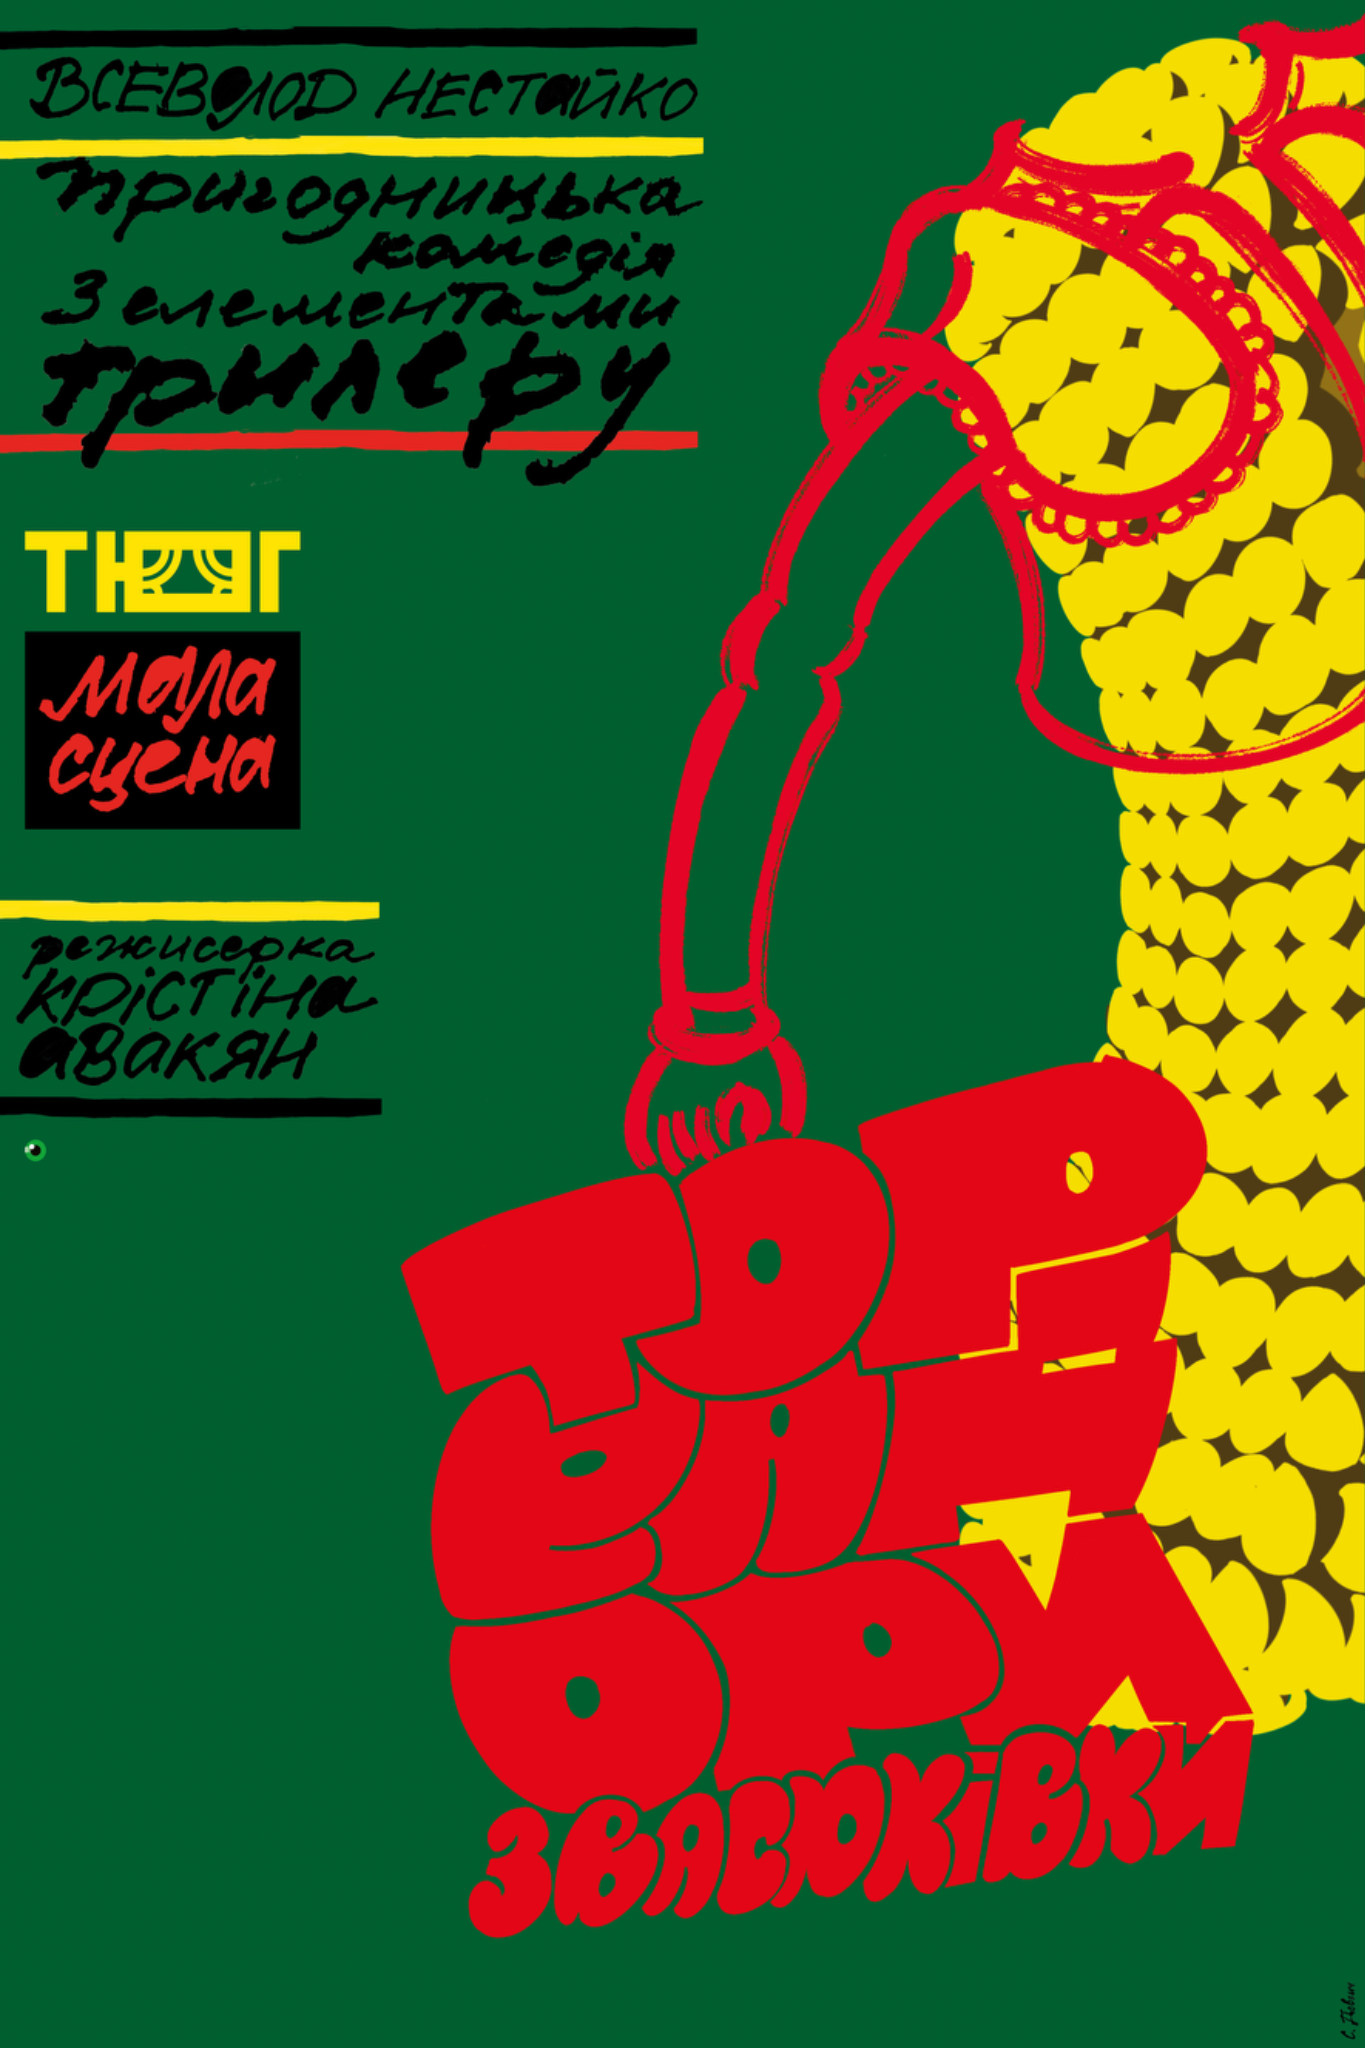 ВСЕВОЛОД НЕСТАЙКО
пригодницька
комедія
з елементами
трилеру
ТЮГ
мала
сцена
режисерка
КРІСТІНА
АВАКЯН
ТОР
ЕАД
ОРИ
З ВАСЮКІВКИ